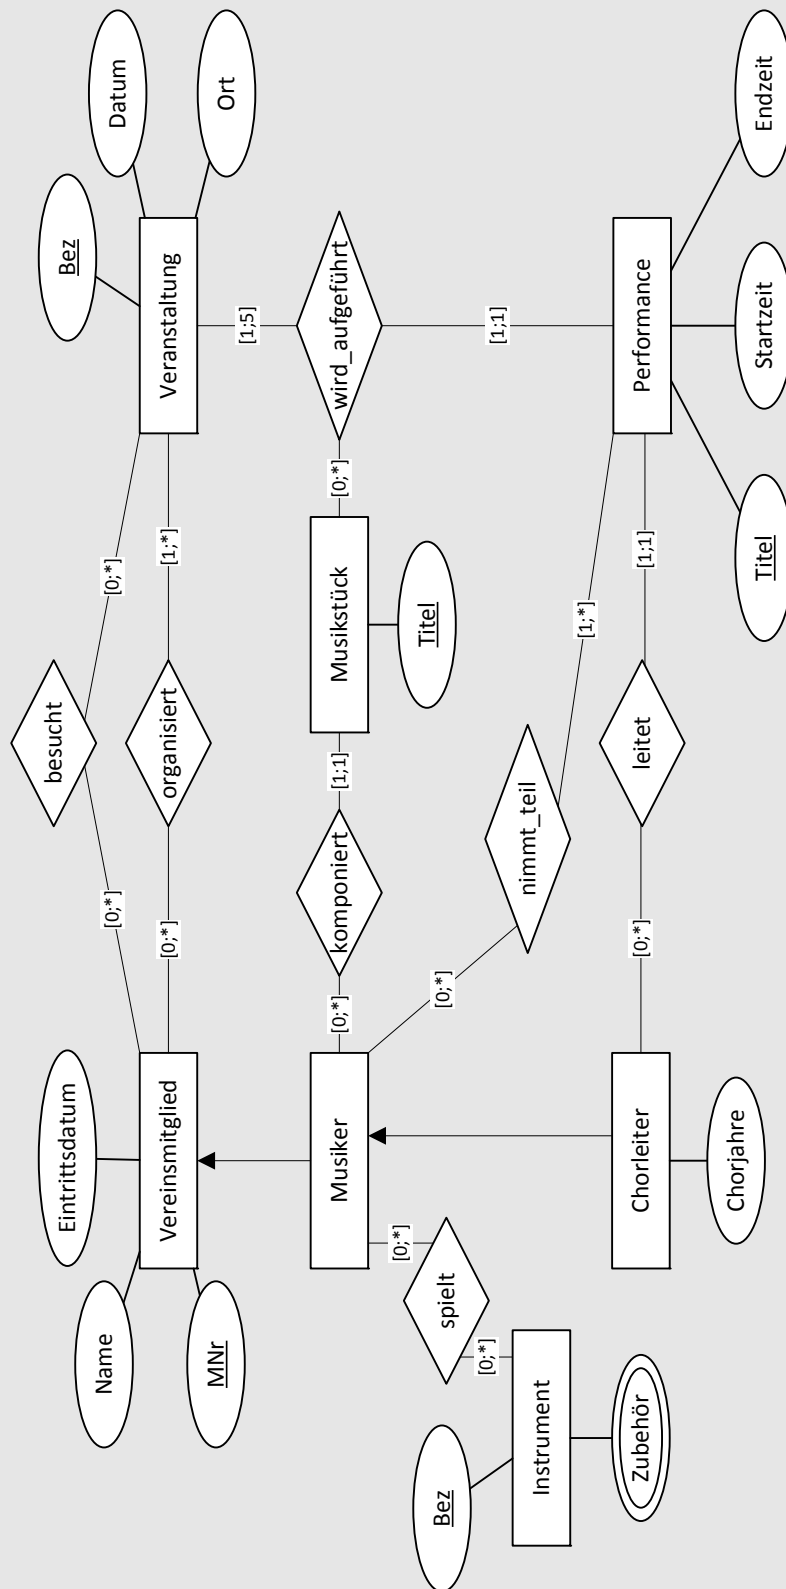 Name
Eintrittsdatum
MNr
Vereinsmitglied
[0;*]
[0;*]
besucht
organisiert
[0;*]
[1;*]
Bez
Datum
Ort
Veranstaltung
[1;5]
wird_aufgeführt
[1;1]
[0;*]
Musikstück
Titel
[1;1]
komponiert
[0;*]
Musiker
[0;*]
spielt
[0;*]
Bez
Instrument
Zubehör
[0;*]
nimmt_teil
[1;*]
Chorleiter
Chorjahre
[0;*]
leitet
[1;1]
Performance
Titel
Startzeit
Endzeit